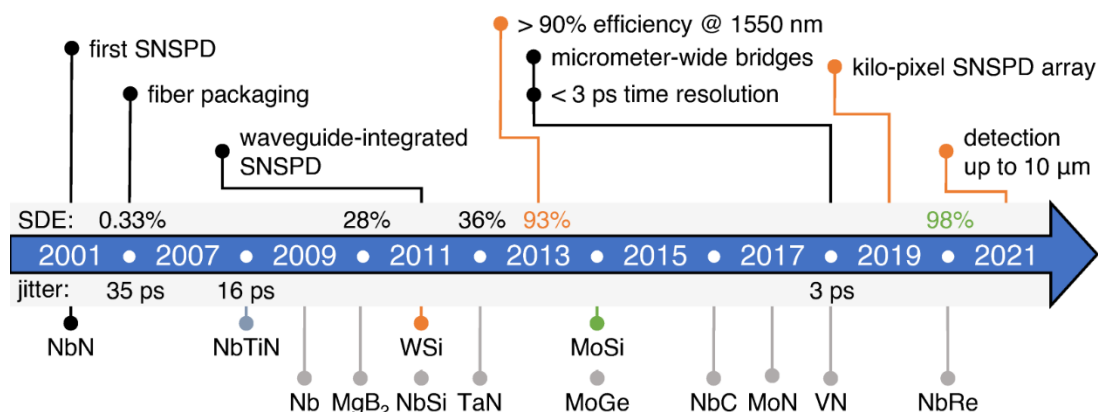 > 90% efficiency @ 1550 nm
first SNSPD
micrometer-wide bridges
kilo-pixel SNSPD array
fiber packaging
< 3 ps time resolution
waveguide-integrated
SNSPD
detection
up to 10 µm
SDE: 0.33% 28% 36% 93% 98%
2001 2007 2009 2011 2013 2015 2017 2019 2021
jitter: 35 ps 16 ps 3 ps
NbN NbTiN WSi MoSi
Nb MgB₂ NbSi TaN MoGe NbC MoN VN NbRe